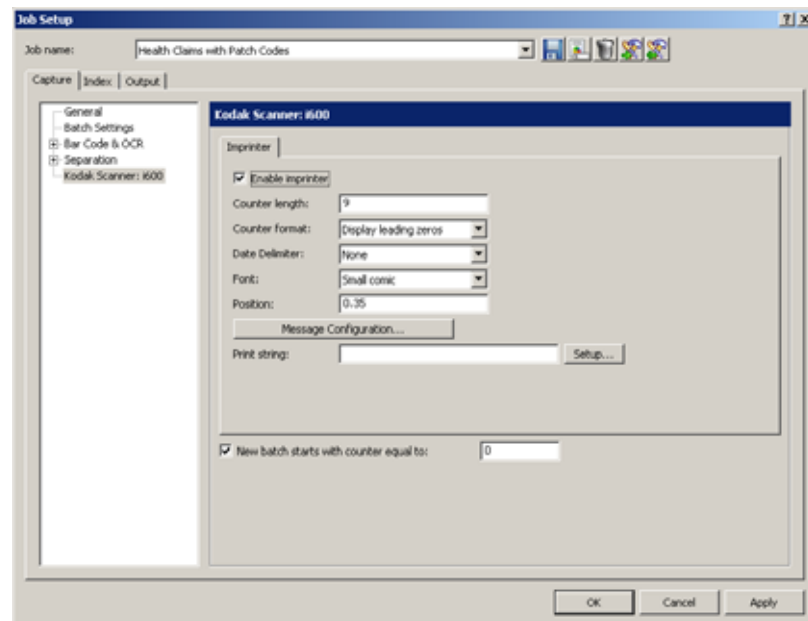 Job Setup
Job name: Health Claims with Patch Codes
Capture Index Output
General
Batch Settings
Bar Code & OCR
Separation
Kodak Scanner: i600
Kodak Scanner: i600
Imprinter
Enable imprinter
Counter length: 9
Counter format: Display leading zeros
Date Delimiter: None
Font: Small comic
Position: 0.35
Message Configuration...
Print string: Setup...
New batch starts with counter equal to: 0
OK Cancel Apply